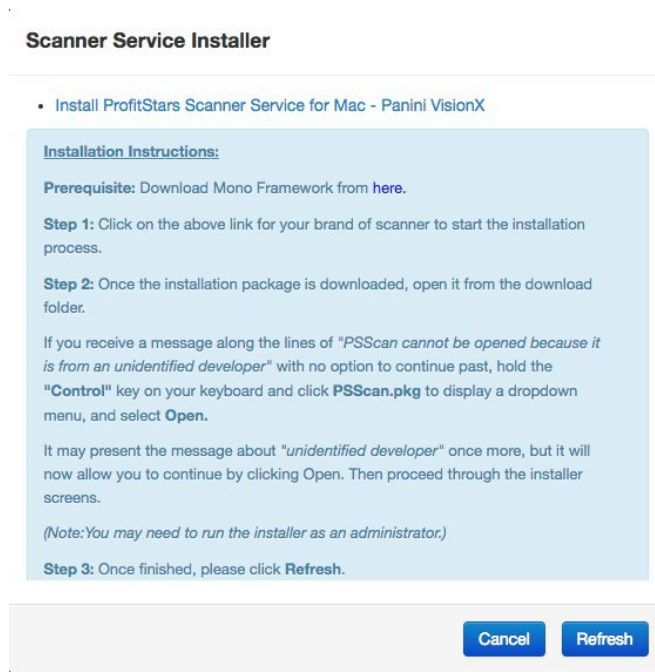 Scanner Service Installer
• Install ProfitStars Scanner Service for Mac - Panini VisionX
Installation Instructions:
Prerequisite: Download Mono Framework from here.
Step 1: Click on the above link for your brand of scanner to start the installation
process.
Step 2: Once the installation package is downloaded, open it from the download
folder.
If you receive a message along the lines of "PSScan cannot be opened because it
is from an unidentified developer" with no option to continue past, hold the
"Control" key on your keyboard and click PSScan.pkg to display a dropdown
menu, and select Open.
It may present the message about "unidentified developer" once more, but it will
now allow you to continue by clicking Open. Then proceed through the installer
screens.
(Note:You may need to run the installer as an administrator.)
Step 3: Once finished, please click Refresh.
Cancel Refresh